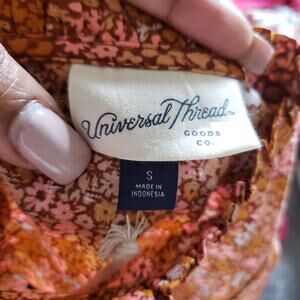 Universal Thread
GOODS
CO.
S
MADE IN
INDONESIA